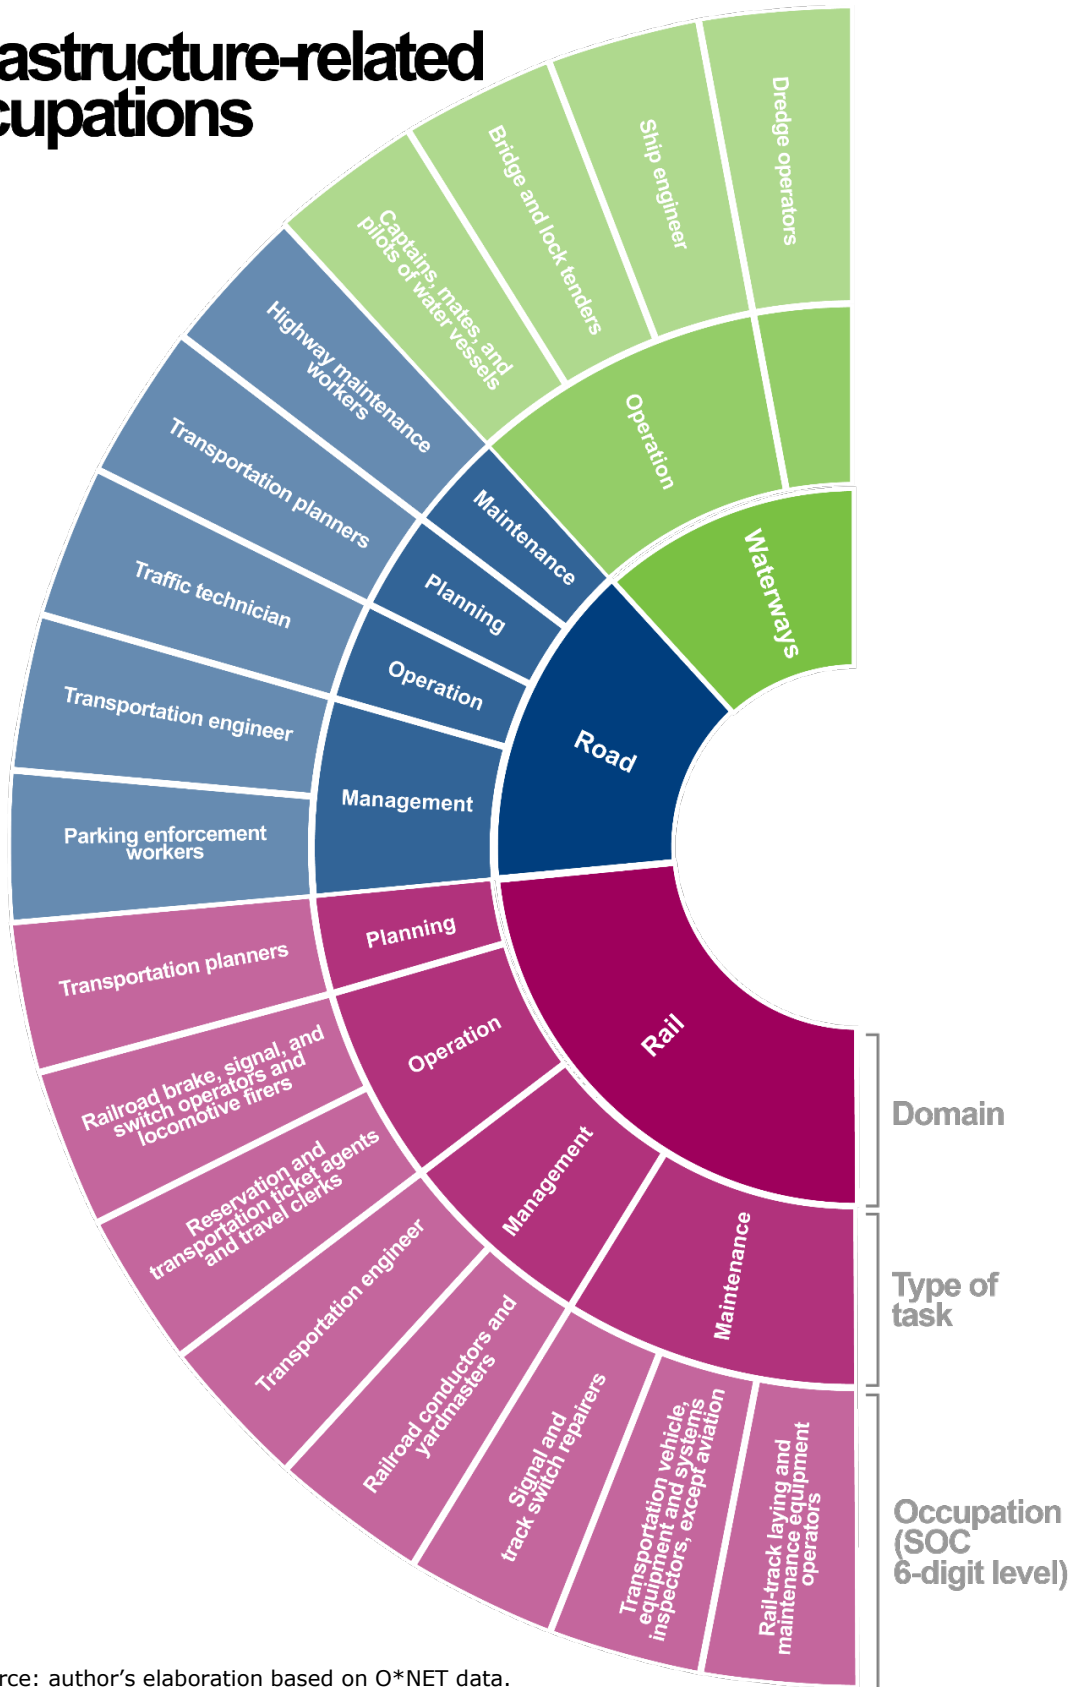 astructure-related
cupations
Dredge operators
Ship engineer
Bridge and lock tenders
Captains, mates, and
pilots of water vessels
Operation
Waterways
Highway maintenance
workers
Transportation planners
Traffic technician
Transportation engineer
Parking enforcement
workers
Maintenance
Planning
Operation
Management
Road
Transportation planners
Railroad brake, signal, and
switch operators and
locomotive firers
Reservation and
transportation ticket agents
and travel clerks
Transportation engineer
Railroad conductors and
yardmasters
Signal and
track switch repairers
Transportation vehicle,
equipment and systems
inspectors, except aviation
Rail-track laying and
maintenance equipment
operators
Planning
Operation
Management
Maintenance
Rail
Domain
Type of
task
Occupation
(SOC
6-digit level)
rce: author’s elaboration based on O*NET data.